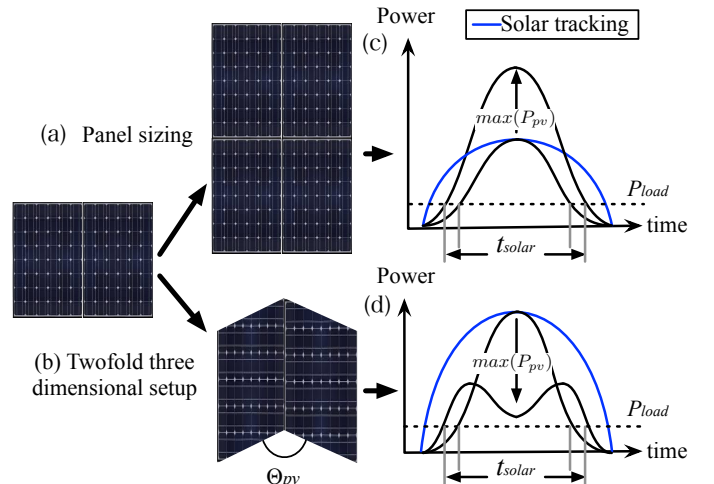 Power
(c)
Solar tracking
(a) Panel sizing
max(P_pv)
P_load
time
t_solar
(b) Twofold three
dimensional setup
Θ_pv
Power
(d)
max(P_pv)
P_load
time
t_solar